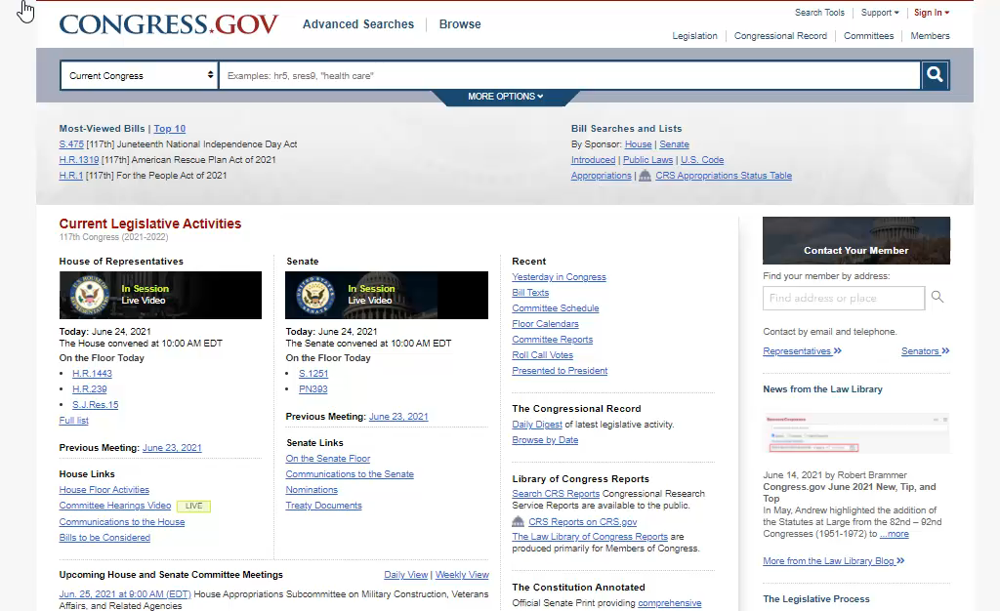 CONGRESS.GOV
Advanced Searches
Browse
Search Tools
Support
Sign In
Legislation
Congressional Record
Committees
Members
Current Congress
Examples: hr5, sres9, "health care"
MORE OPTIONS
Most-Viewed Bills | Top 10
S.475 [117th] Juneteenth National Independence Day Act
H.R.1319 [117th] American Rescue Plan Act of 2021
H.R.1 [117th] For the People Act of 2021
Bill Searches and Lists
By Sponsor: House | Senate
Introduced | Public Laws | U.S. Code
Appropriations | CRS Appropriations Status Table
Current Legislative Activities
117th Congress (2021-2022)
House of Representatives
In Session
Live Video
Today: June 24, 2021
The House convened at 10:00 AM EDT
On the Floor Today
• H.R.1443
• H.R.239
• S.J.Res.15
Full list
Previous Meeting: June 23, 2021
House Links
House Floor Activities
Committee Hearings Video LIVE
Communications to the House
Bills to be Considered
Senate
In Session
Live Video
Today: June 24, 2021
The Senate convened at 10:00 AM EDT
On the Floor Today
• S.1251
• PN393
Previous Meeting: June 23, 2021
Senate Links
On the Senate Floor
Communications to the Senate
Nominations
Treaty Documents
Upcoming House and Senate Committee Meetings
Daily View | Weekly View
Jun. 25, 2021 at 9:00 AM (EDT) House Appropriations Subcommittee on Military Construction, Veterans
Affairs, and Related Agencies
Recent
Yesterday in Congress
Bill Texts
Committee Schedule
Floor Calendars
Committee Reports
Roll Call Votes
Presented to President
The Congressional Record
Daily Digest of latest legislative activity.
Browse by Date
Library of Congress Reports
Search CRS Reports Congressional Research
Service Reports are available to the public.
CRS Reports on CRS.gov
The Law Library of Congress Reports are
produced primarily for Members of Congress.
The Constitution Annotated
Official Senate Print providing comprehensive
Contact Your Member
Find your member by address:
Find address or place
Contact by email and telephone.
Representatives »
Senators »
News from the Law Library
June 14, 2021 by Robert Brammer
Congress.gov June 2021 New, Tip, and
Top
In May, Andrew highlighted the addition of
the Statutes at Large from the 82nd – 92nd
Congresses (1951-1972) to ...more
More from the Law Library Blog »
The Legislative Process